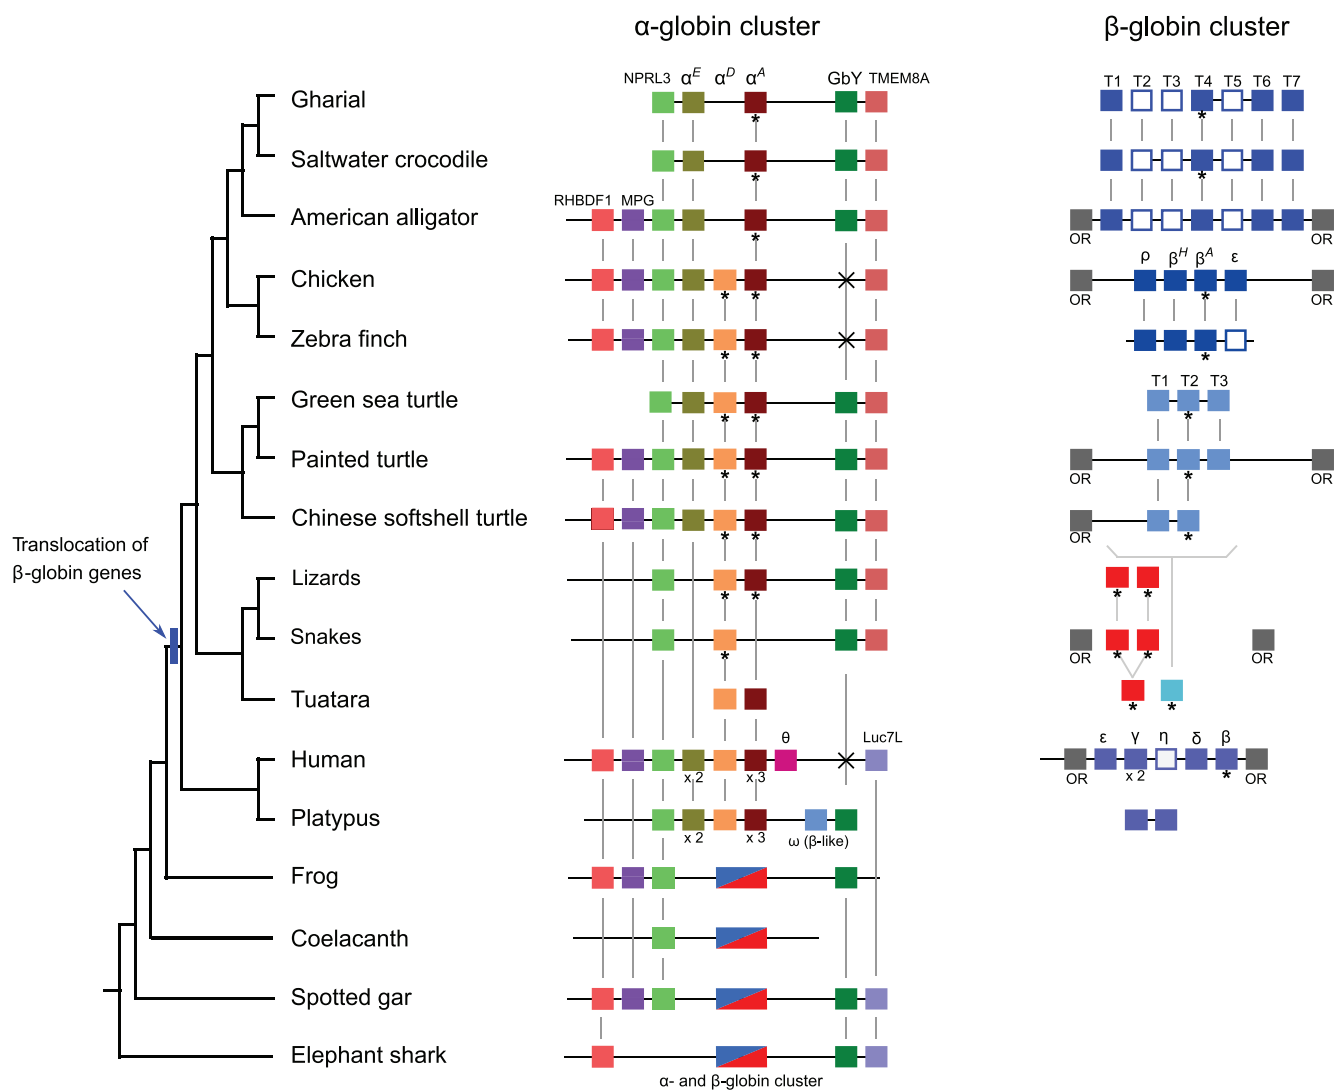 α-globin cluster
β-globin cluster
NPRL3 α^E α^D α^A GbY TMEM8A
T1 T2 T3 T4 T5 T6 T7
Gharial
*
*
Saltwater crocodile
*
*
RHBDF1 MPG
American alligator
*
OR OR
ρ β^H β^A ε
Chicken
* *
OR * OR
Zebra finch
* *
*
T1 T2 T3
Green sea turtle
* *
*
Painted turtle
* *
OR * OR
Chinese softshell turtle
* *
OR *
Translocation of
β-globin genes
Lizards
* *
* *
Snakes
*
OR * * OR
Tuatara
* *
θ Luc7L
ε γ η δ β
Human
x 2 x 3
OR x 2 * OR
Platypus
x 2 x 3 ω (β-like)
Frog
Coelacanth
Spotted gar
Elephant shark
α- and β-globin cluster